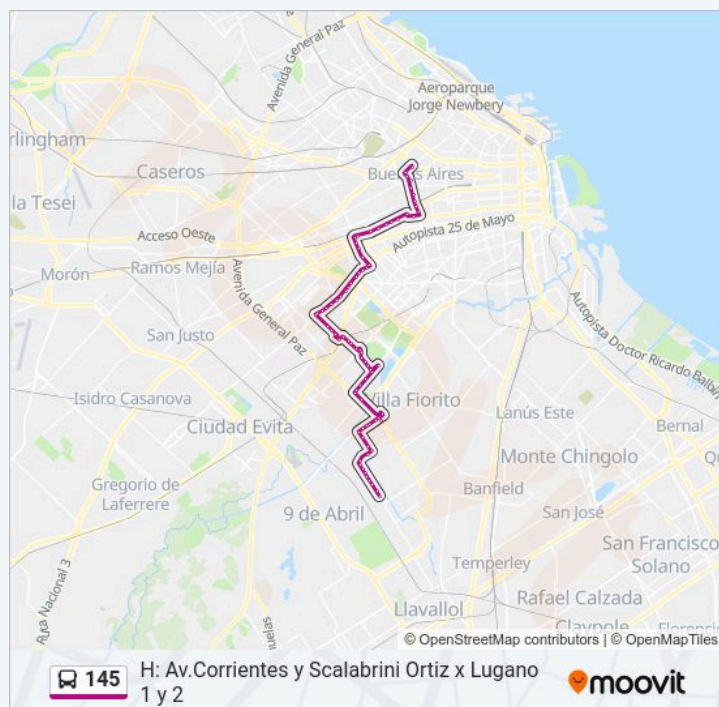 Aeroparque
Jorge Newbery
Avenida General Paz
rlingham
Caseros
Buenos Aires
la Tesei
Acceso Oeste
Autopista 25 de Mayo
Morón
Ramos Mejía
Avenida General Paz
San Justo
Autopista Doctor Ricardo Balbín
Isidro Casanova
Villa Fiorito
Lanús Este
Ciudad Evita
Bernal
Monte Chingolo
Gregorio de
Laferrere
Banfield
9 de Abril
San José
San Francisco
Solano
Ruta Nacional 3
Temperley
Rafael Calzada
Llavallol
Claypole
© OpenStreetMap contributors | © OpenMapTiles
145
H: Av.Corrientes y Scalabrini Ortiz x Lugano
1 y 2
moovit